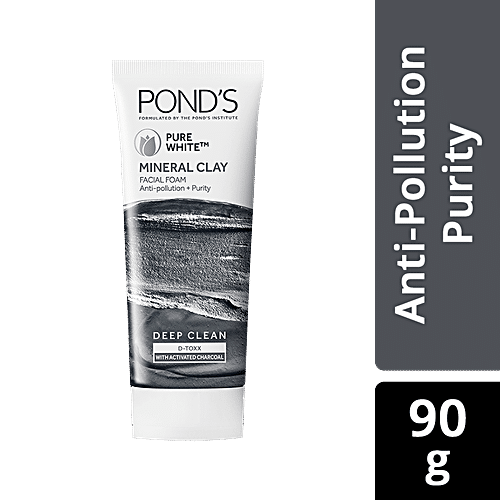 POND'S
FORMULATED BY THE POND'S INSTITUTE
PURE
WHITE™
MINERAL CLAY
FACIAL FOAM
Anti-pollution + Purity
DEEP CLEAN
D-TOXX
WITH ACTIVATED CHARCOAL
Anti-Pollution
Purity
90
g